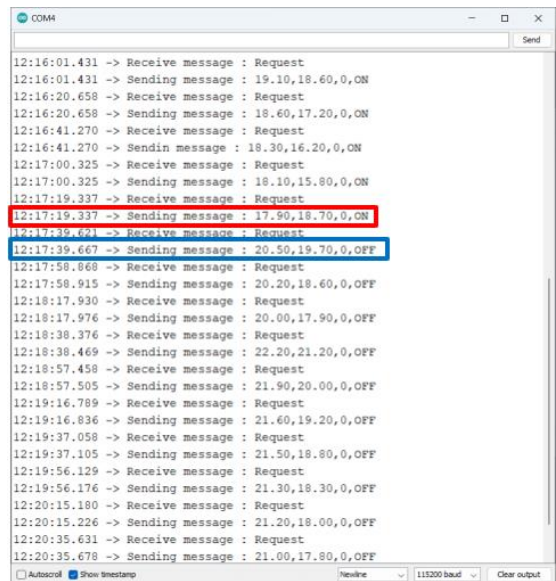 COM4
Send
12:16:01.431 -> Receive message : Request
12:16:01.431 -> Sending message : 19.10,18.60,0,ON
12:16:20.658 -> Receive message : Request
12:16:20.658 -> Sending message : 18.60,17.20,0,ON
12:16:41.270 -> Receive message : Request
12:16:41.270 -> Sendin message : 18.30,16.20,0,ON
12:17:00.325 -> Receive message : Request
12:17:00.325 -> Sending message : 18.10,15.80,0,ON
12:17:19.337 -> Receive message : Request
12:17:19.337 -> Sending message : 17.90,18.70,0,ON
12:17:39.621 -> Receive message : Request
12:17:39.667 -> Sending message : 20.50,19.70,0,OFF
12:17:58.868 -> Receive message : Request
12:17:58.915 -> Sending message : 20.20,18.60,0,OFF
12:18:17.930 -> Receive message : Request
12:18:17.976 -> Sending message : 20.00,17.90,0,OFF
12:18:38.376 -> Receive message : Request
12:18:38.469 -> Sending message : 22.20,21.20,0,OFF
12:18:57.458 -> Receive message : Request
12:18:57.505 -> Sending message : 21.90,20.00,0,OFF
12:19:16.789 -> Receive message : Request
12:19:16.836 -> Sending message : 21.60,19.20,0,OFF
12:19:37.058 -> Receive message : Request
12:19:37.105 -> Sending message : 21.50,18.80,0,OFF
12:19:56.129 -> Receive message : Request
12:19:56.176 -> Sending message : 21.30,18.30,0,OFF
12:20:15.180 -> Receive message : Request
12:20:15.226 -> Sending message : 21.20,18.00,0,OFF
12:20:35.631 -> Receive message : Request
12:20:35.678 -> Sending message : 21.00,17.80,0,OFF
Autoscroll Show timestamp Newline 115200 baud Clear output